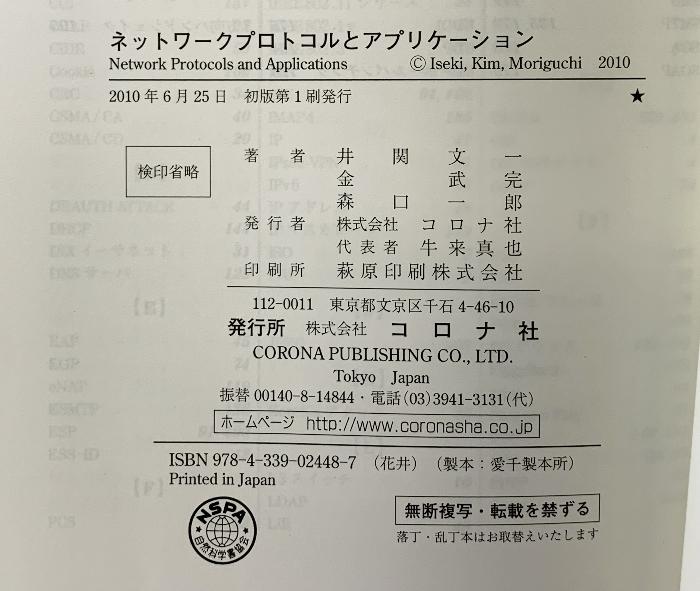 ネットワークプロトコルとアプリケーション
Network Protocols and Applications　Ⓒ Iseki, Kim, Moriguchi 2010
2010年6月25日　初版第1刷発行　★
検印省略
著者　井関文一
金武完
森口一郎
発行者　株式会社　コロナ社
代表者　牛来真也
印刷所　萩原印刷株式会社
112-0011　東京都文京区千石4-46-10
発行所　株式会社　コロナ社
CORONA PUBLISHING CO., LTD.
Tokyo Japan
振替 00140-8-14844・電話(03)3941-3131(代)
ホームページ http://www.coronasha.co.jp
ISBN 978-4-339-02448-7　(花井)　(製本：愛千製本所)
Printed in Japan
NSPA
自然科学書協会
無断複写・転載を禁ずる
落丁・乱丁本はお取替えいたします